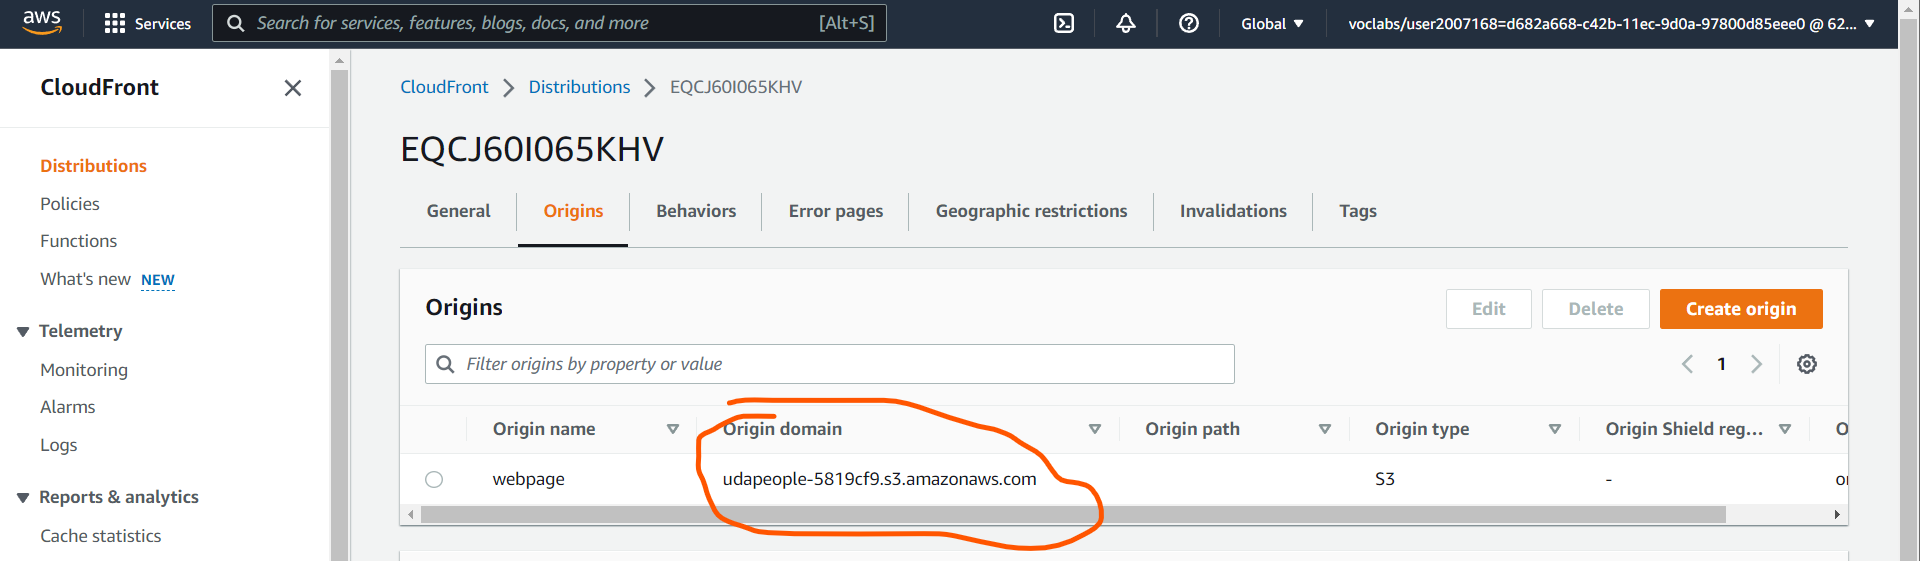 aws Services Search for services, features, blogs, docs, and more [Alt+S] Global voclabs/user2007168=d682a668-c42b-11ec-9d0a-97800d85eee0 @ 62...
CloudFront
Distributions
Policies
Functions
What's new NEW
Telemetry
Monitoring
Alarms
Logs
Reports & analytics
Cache statistics
CloudFront Distributions EQCJ60I065KHV
EQCJ60I065KHV
General Origins Behaviors Error pages Geographic restrictions Invalidations Tags
Origins Edit Delete Create origin
Filter origins by property or value 1
Origin name Origin domain Origin path Origin type Origin Shield reg... O
webpage udapeople-5819cf9.s3.amazonaws.com S3 - o